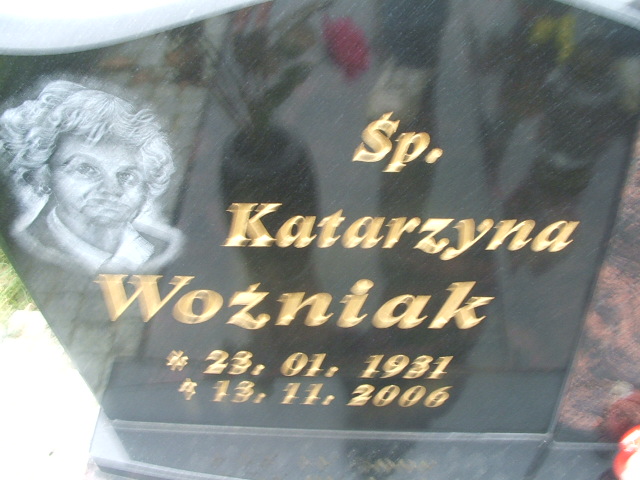 Śp.
Katarzyna
Woźniak
* 23. 01. 1931
13. 11. 2006